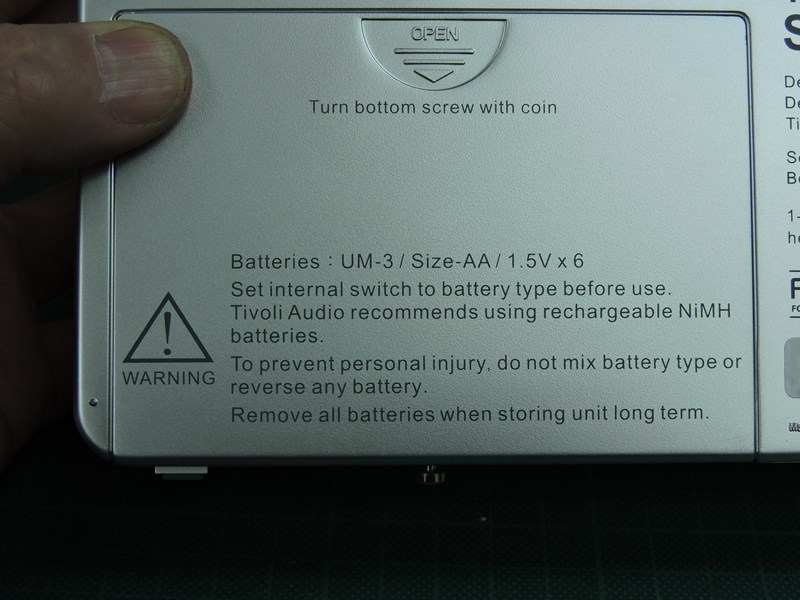 OPEN
Turn bottom screw with coin
Batteries : UM-3 / Size-AA / 1.5V x 6
Set internal switch to battery type before use.
Tivoli Audio recommends using rechargeable NiMH
batteries.
To prevent personal injury, do not mix battery type or
reverse any battery.
Remove all batteries when storing unit long term.
WARNING